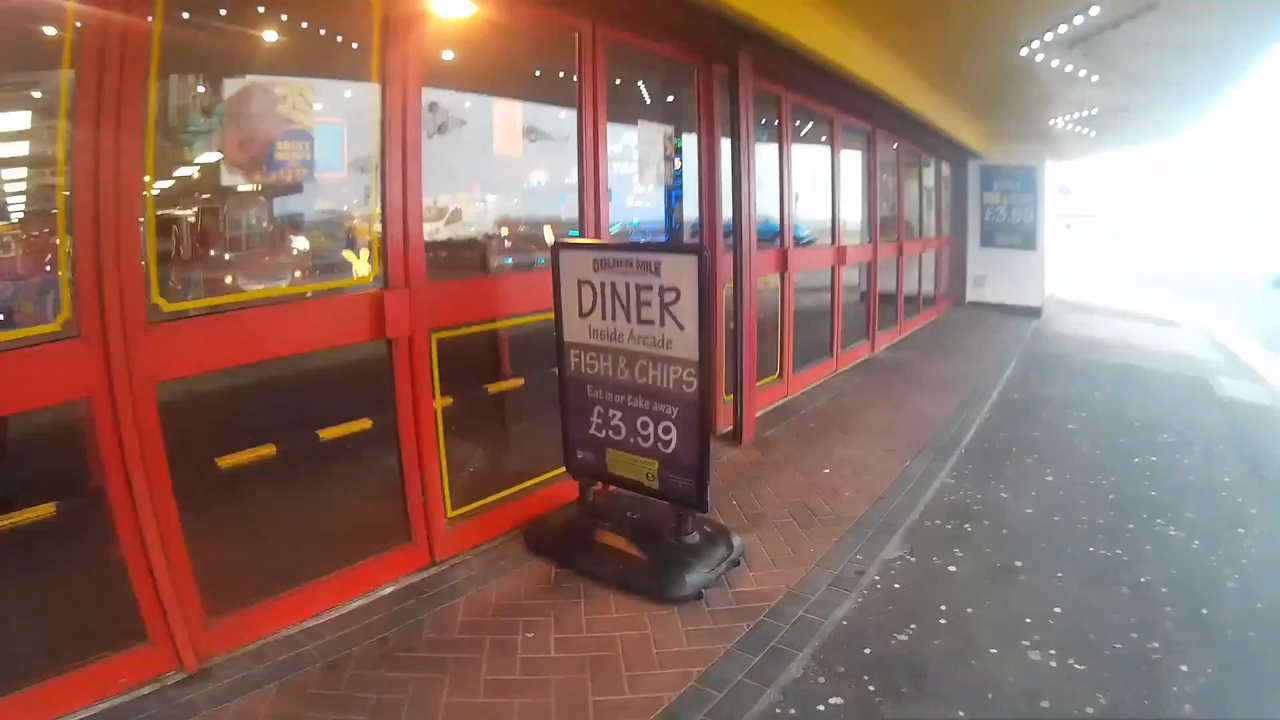 GOLDEN MILE
DINER
Inside Arcade
FISH & CHIPS
Eat in or take away
£3.99
£3.99